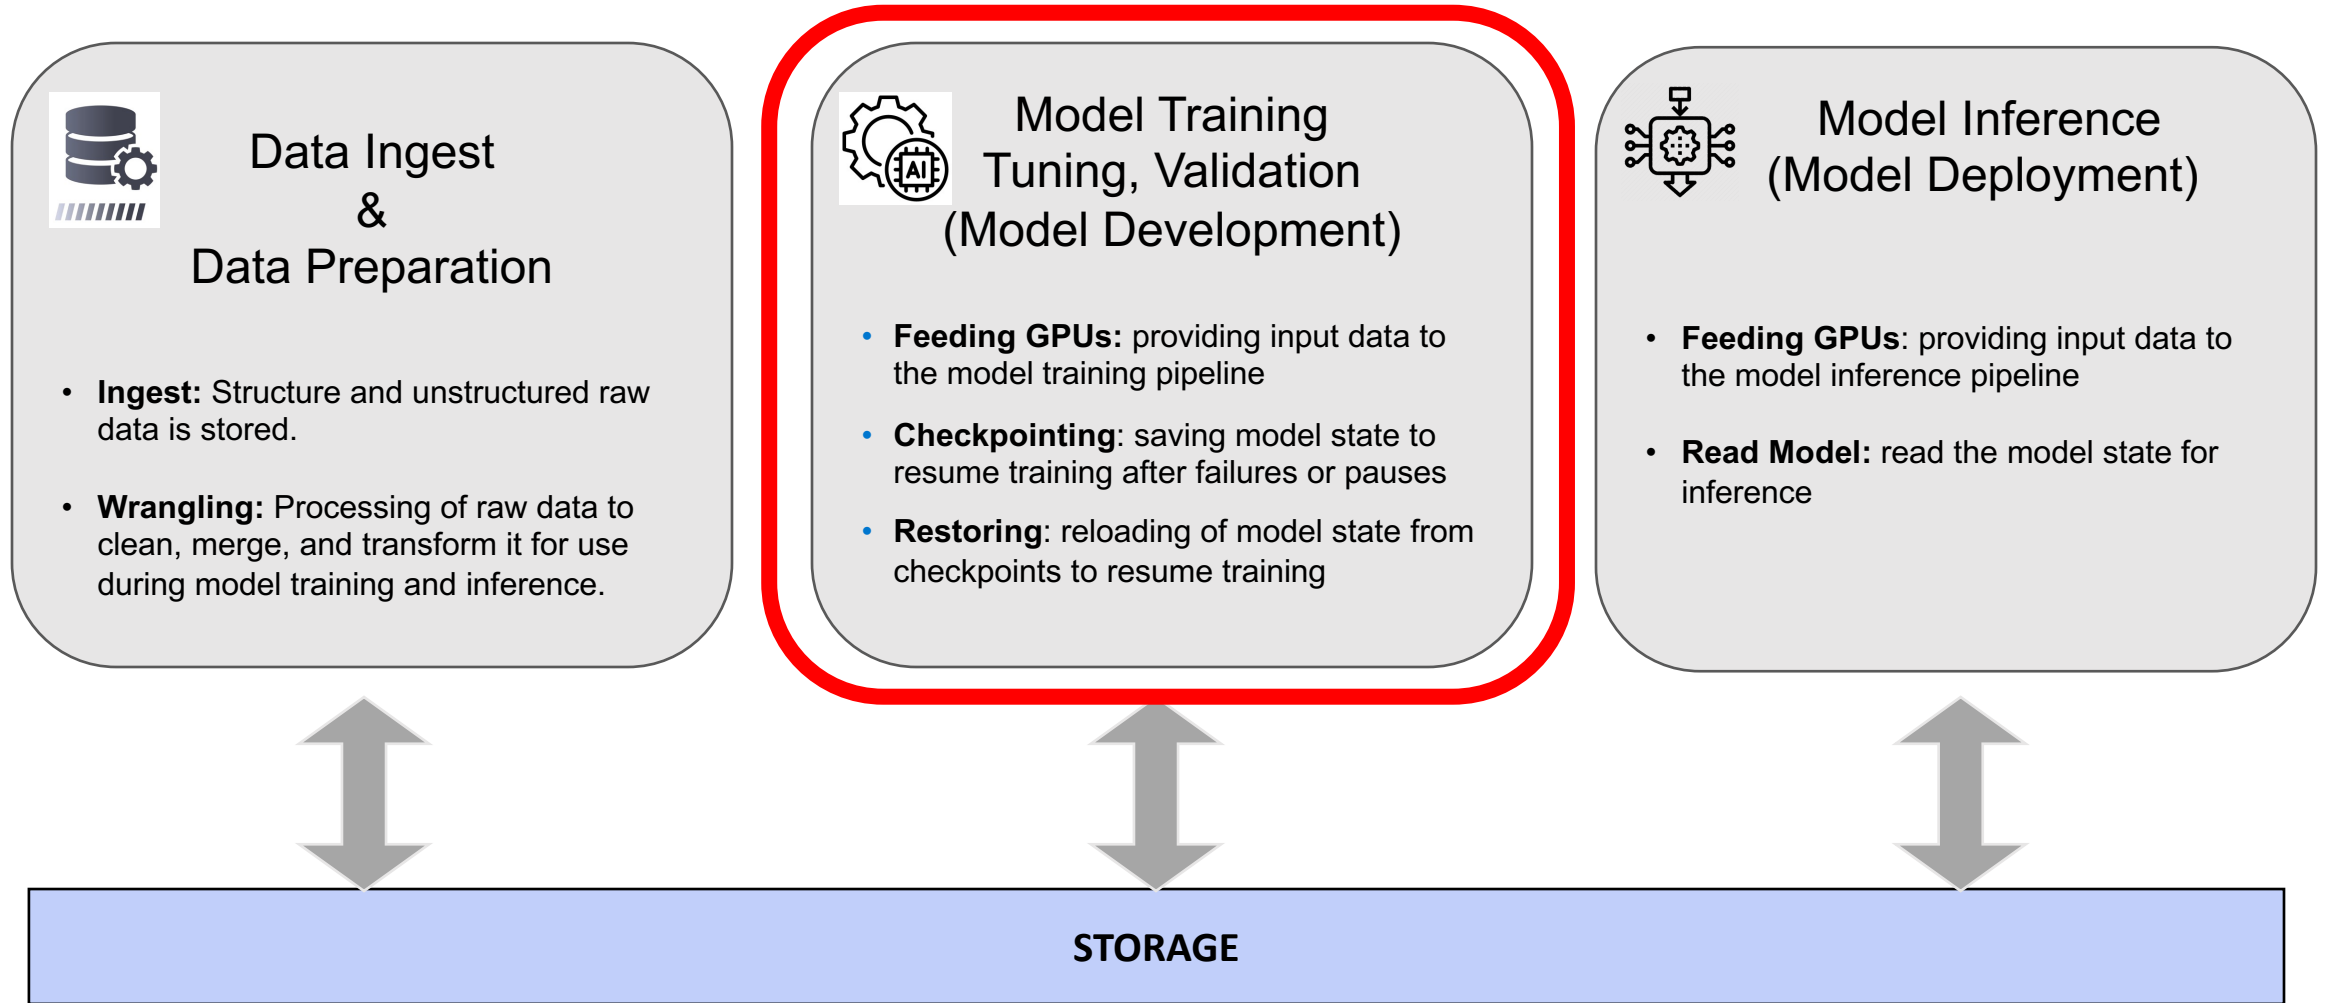 Data Ingest
&
Data Preparation
• Ingest: Structure and unstructured raw
data is stored.
• Wrangling: Processing of raw data to
clean, merge, and transform it for use
during model training and inference.
AI
Model Training
Tuning, Validation
(Model Development)
• Feeding GPUs: providing input data to
the model training pipeline
• Checkpointing: saving model state to
resume training after failures or pauses
• Restoring: reloading of model state from
checkpoints to resume training
Model Inference
(Model Deployment)
• Feeding GPUs: providing input data to
the model inference pipeline
• Read Model: read the model state for
inference
STORAGE